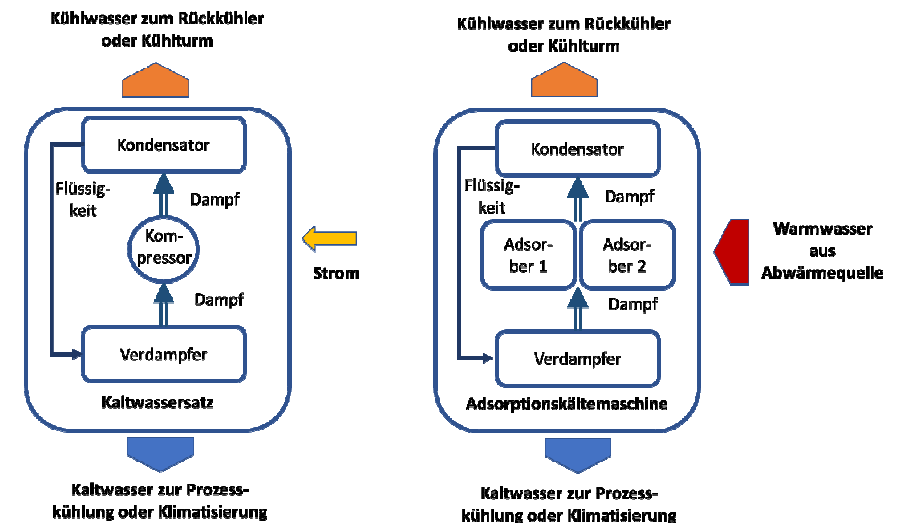 Kühlwasser zum Rückkühler
oder Kühlturm
Kondensator
Flüssig-
keit
Dampf
Kom-
pressor
Dampf
Verdampfer
Kaltwassersatz
Strom
Kaltwasser zur Prozess-
kühlung oder Klimatisierung
Kühlwasser zum Rückkühler
oder Kühlturm
Kondensator
Flüssig-
keit
Dampf
Adsor-
ber 1
Adsor-
ber 2
Dampf
Verdampfer
Adsorptionskältemaschine
Warmwasser
aus
Abwärmequelle
Kaltwasser zur Prozess-
kühlung oder Klimatisierung